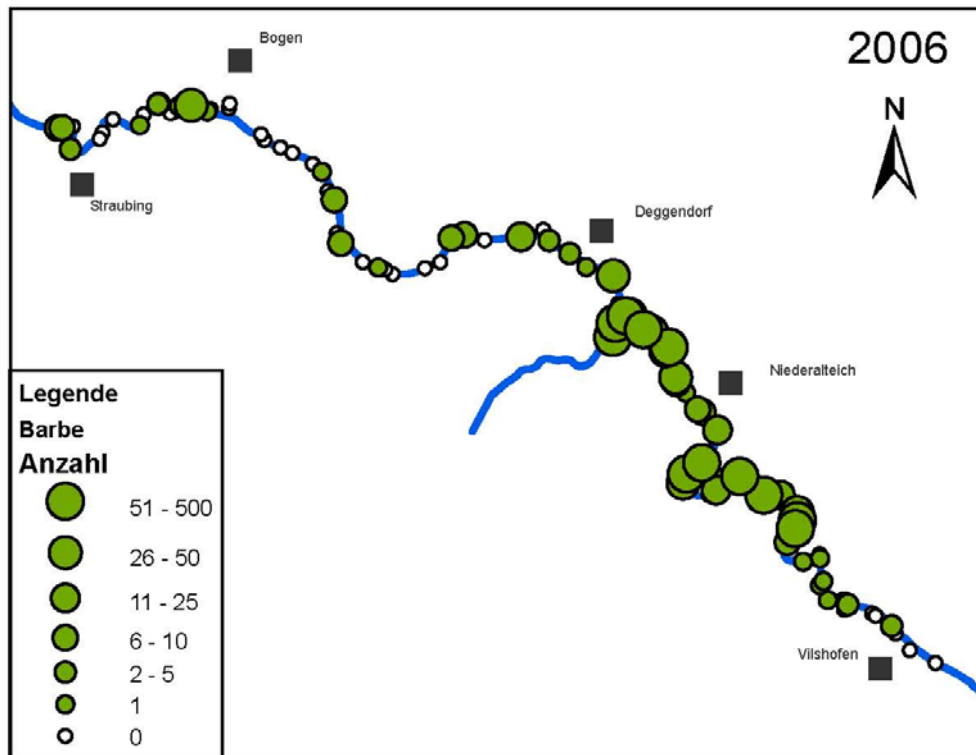 Bogen
2006
N
Straubing
Deggendorf
Niederalteich
Vilshofen
Legende
Barbe
Anzahl
51 - 500
26 - 50
11 - 25
6 - 10
2 - 5
1
0